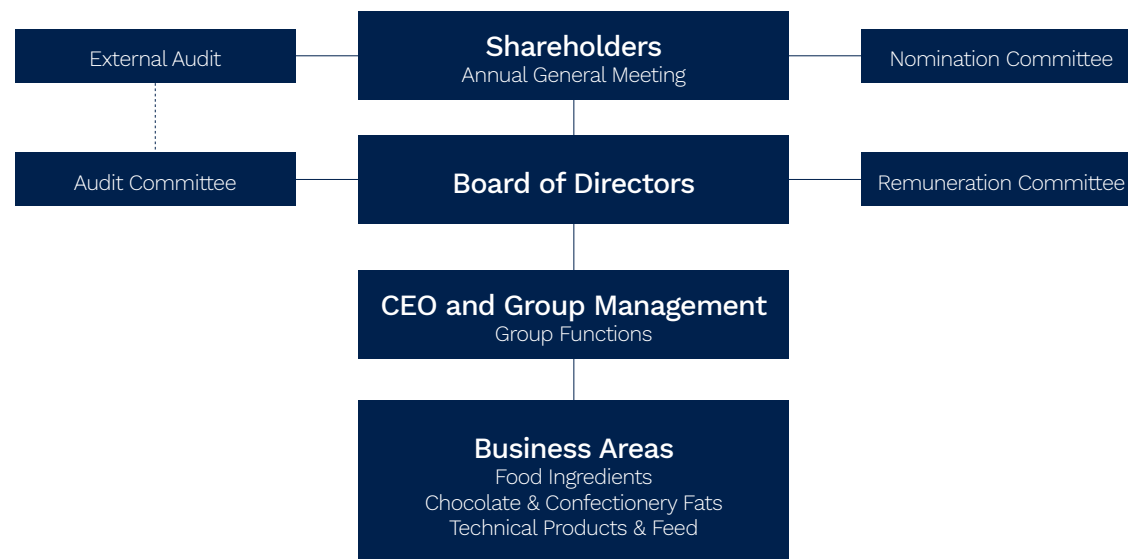 External Audit
Shareholders
Annual General Meeting
Nomination Committee
Audit Committee
Board of Directors
Remuneration Committee
CEO and Group Management
Group Functions
Business Areas
Food Ingredients
Chocolate & Confectionery Fats
Technical Products & Feed